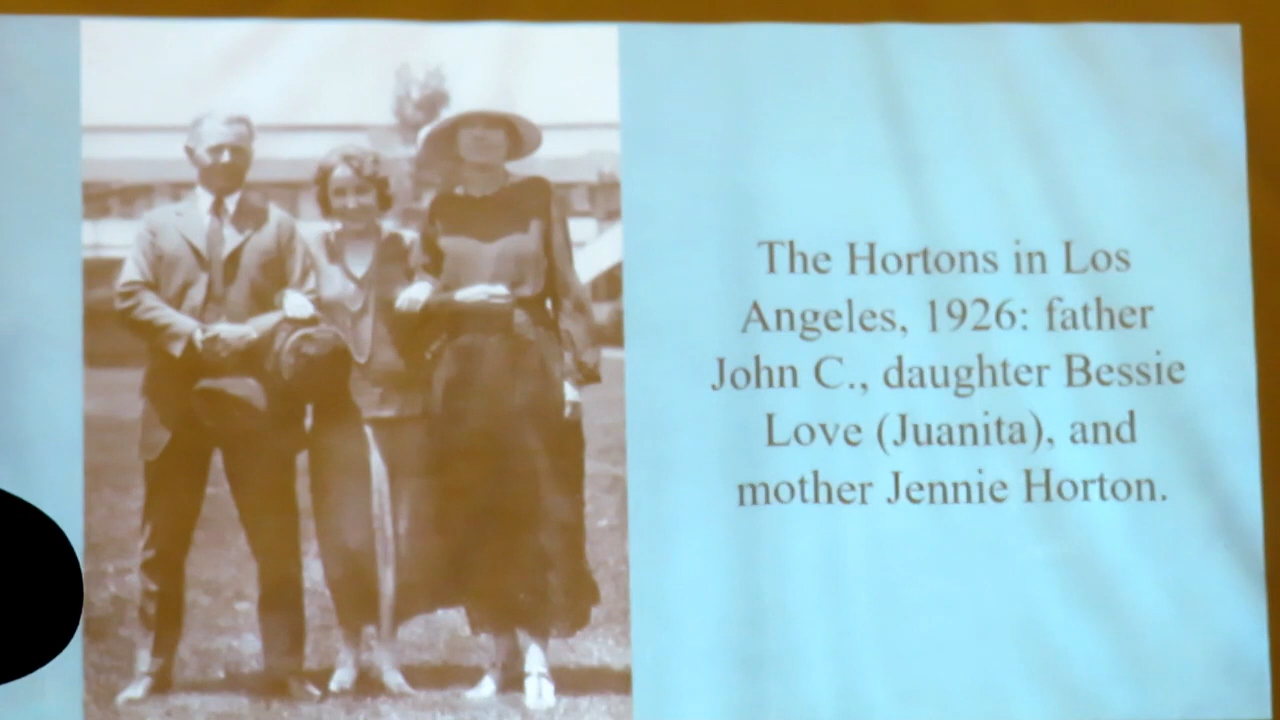 The Hortons in Los
Angeles, 1926: father
John C., daughter Bessie
Love (Juanita), and
mother Jennie Horton.